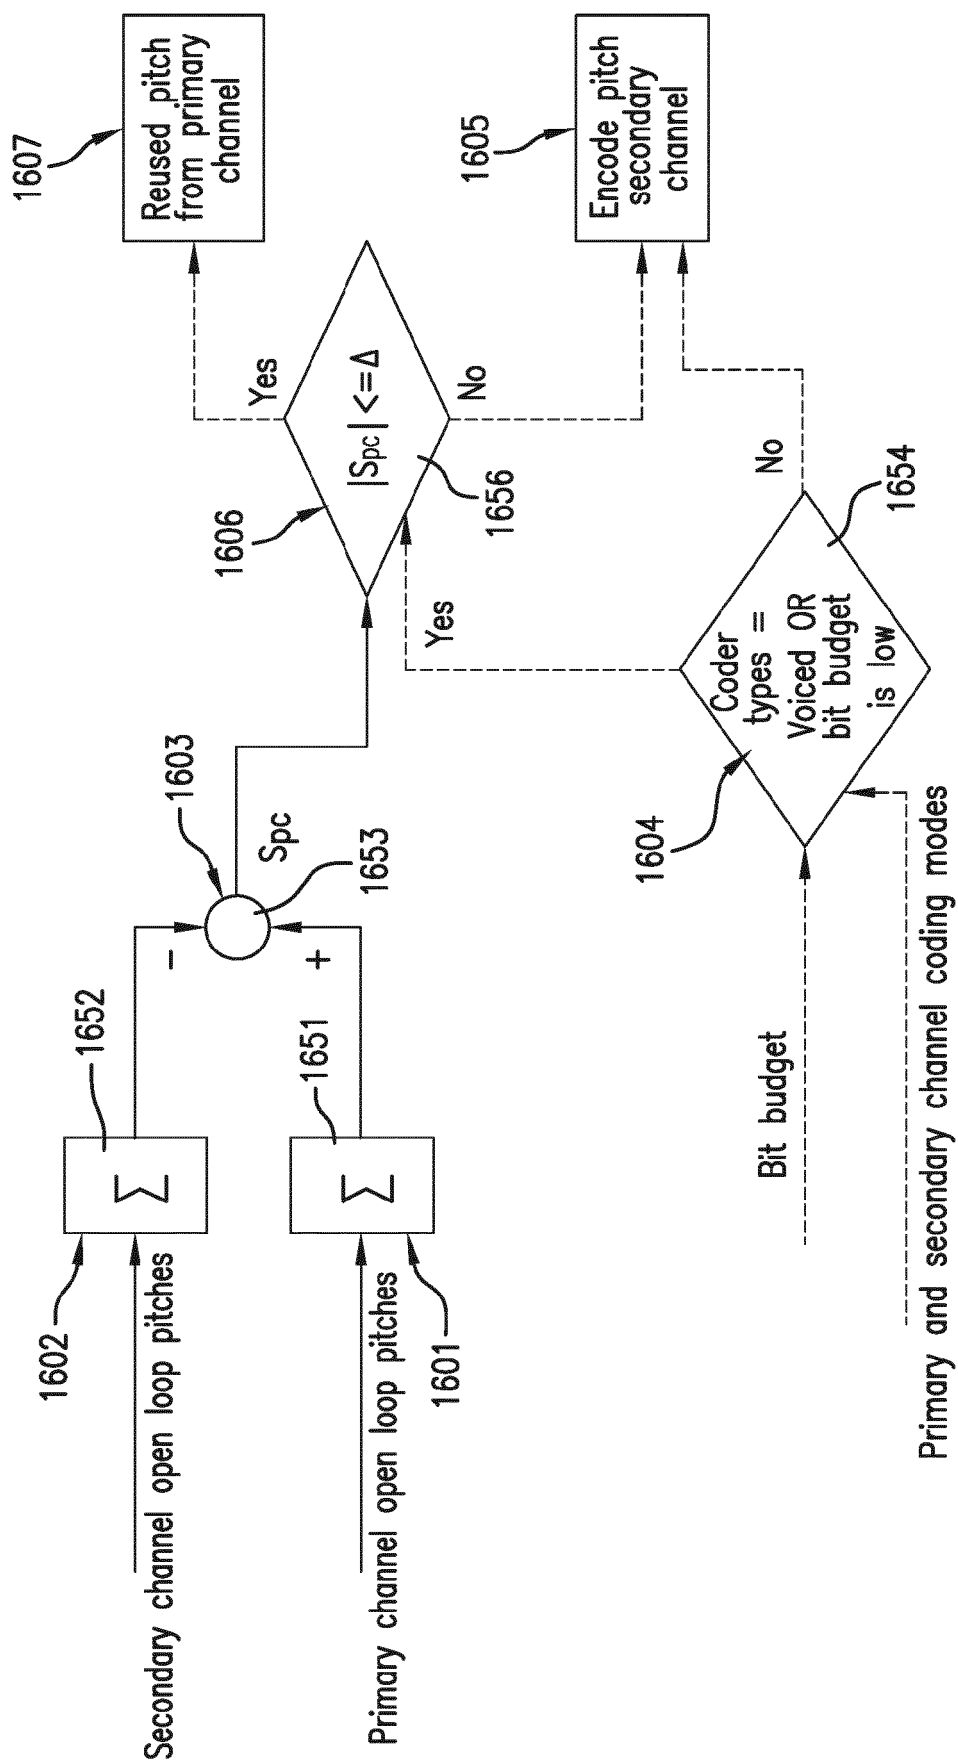 Secondary channel open loop pitches
1602
Σ
1652
-
Primary channel open loop pitches
1601
Σ
1651
+
1603
1653
Spc
1606
|Spc| <=Δ
1656
Yes
1607
Reused pitch
from primary
channel
No
1605
Encode pitch
secondary
channel
Bit budget
Primary and secondary channel coding modes
1604
Coder
types =
Voiced OR
bit budget
is low
1654
Yes
No